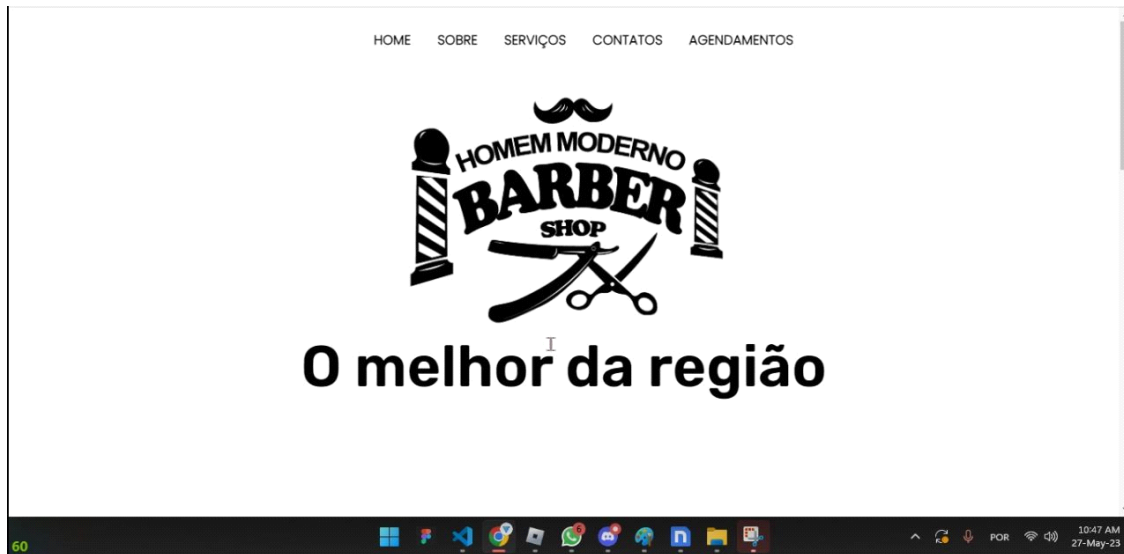 HOME SOBRE SERVIÇOS CONTATOS AGENDAMENTOS
HOMEM MODERNO
BARBER
SHOP
O melhor da região
60
6
POR
10:47 AM
27-May-23